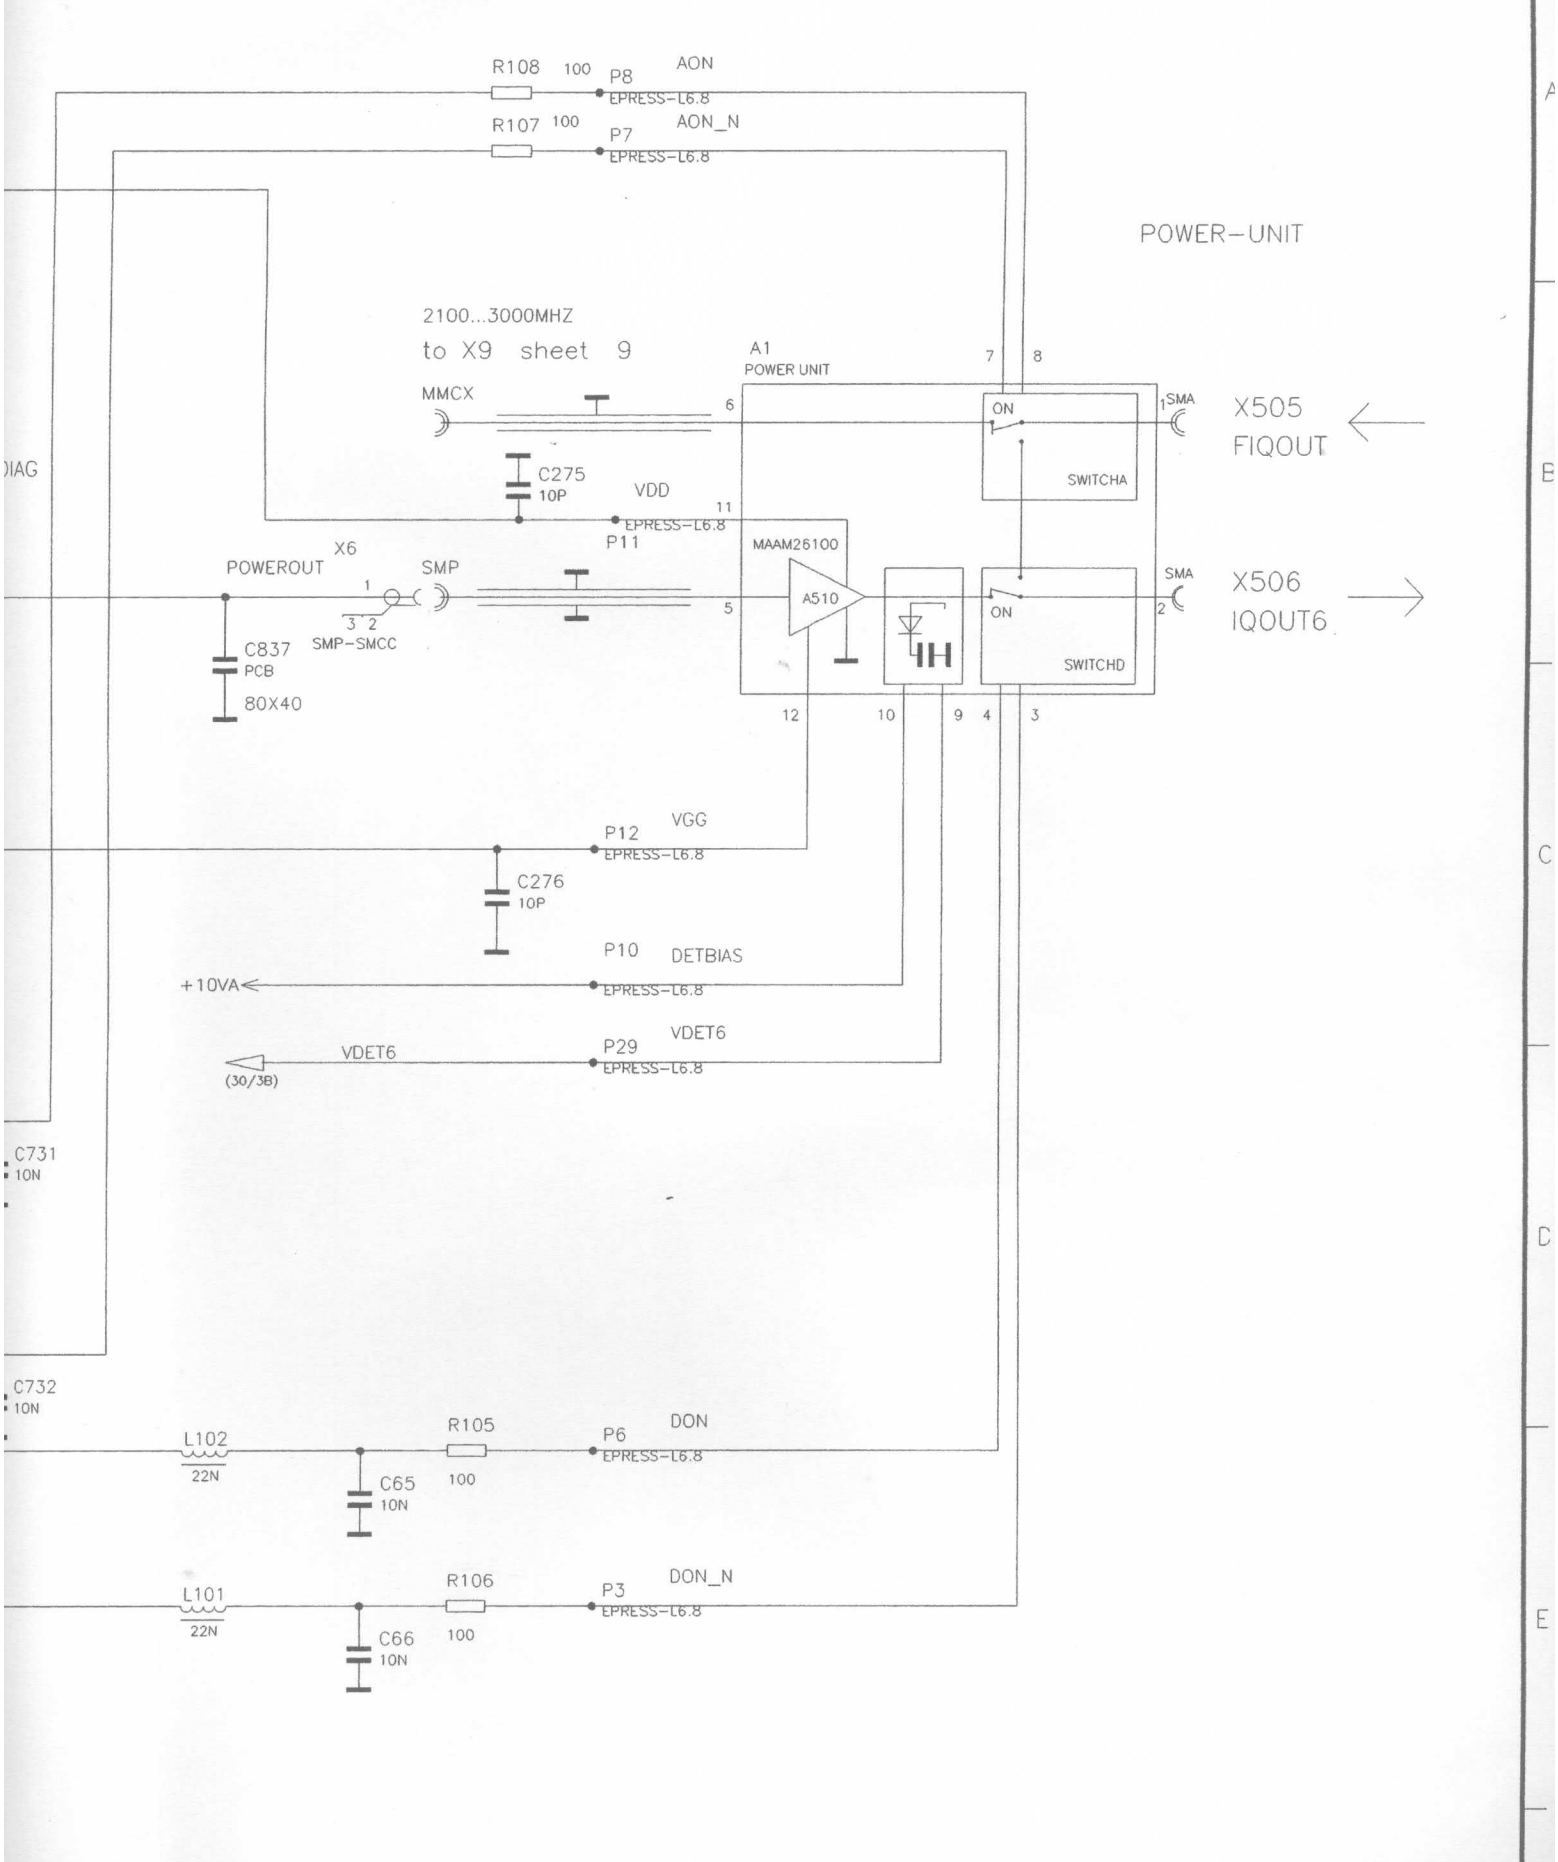 R108 100 P8 AON
EPRESS-L6.8
R107 100 P7 AON_N
EPRESS-L6.8
POWER-UNIT
2100...3000MHZ
to X9 sheet 9
A1
POWER UNIT
7 8
MMCX
6
ON
1 SMA
X505
FIQOUT
SWITCHA
C275
10P
VDD
11
EPRESS-L6.8
P11
MAAM26100
X6
POWEROUT
1
SMP
3 2
SMP-SMCC
5
A510
ON
SMA
2
X506
IQOUT6
SWITCHD
C837
PCB
80X40
12 10 9 4 3
P12 VGG
EPRESS-L6.8
C276
10P
P10 DETBIAS
+10VA
EPRESS-L6.8
VDET6
P29 VDET6
EPRESS-L6.8
(30/3B)
C731
10N
C732
10N
L102
22N
C65
10N
R105
100
P6 DON
EPRESS-L6.8
L101
22N
C66
10N
R106
100
P3 DON_N
EPRESS-L6.8
B
C
D
E